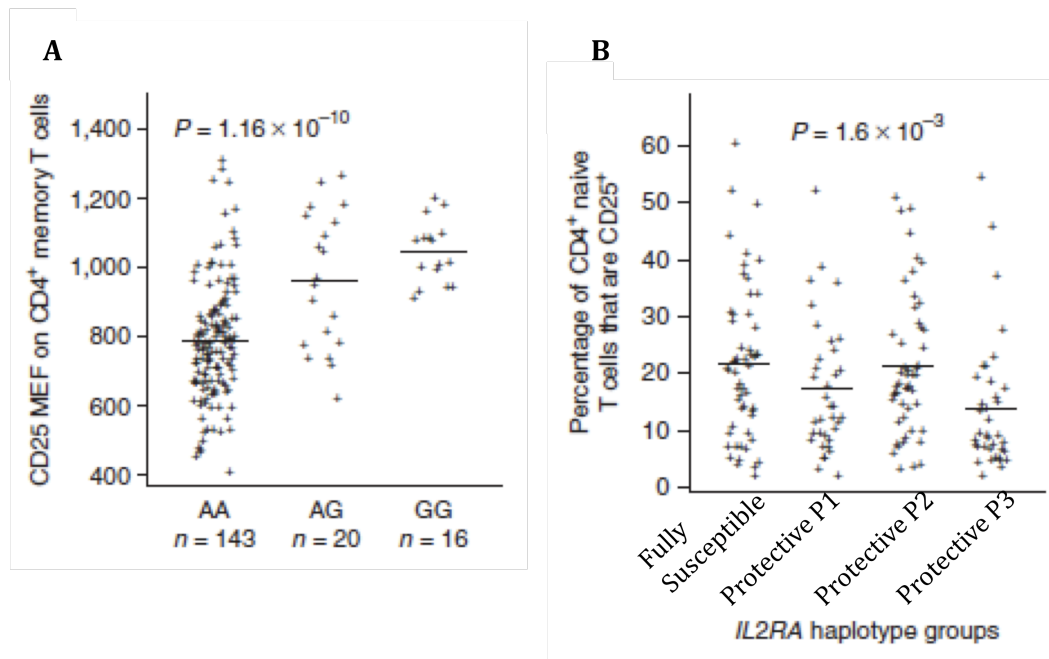 A
CD25 MEF on CD4⁺ memory T cells
P = 1.16 × 10⁻¹⁰
1,400
1,200
1,000
800
600
400
AA
AG
GG
n = 143
n = 20
n = 16
B
Percentage of CD4⁺ naive
T cells that are CD25⁺
P = 1.6 × 10⁻³
60
50
40
30
20
10
0
Fully
Susceptible
Protective P1
Protective P2
Protective P3
IL2RA haplotype groups